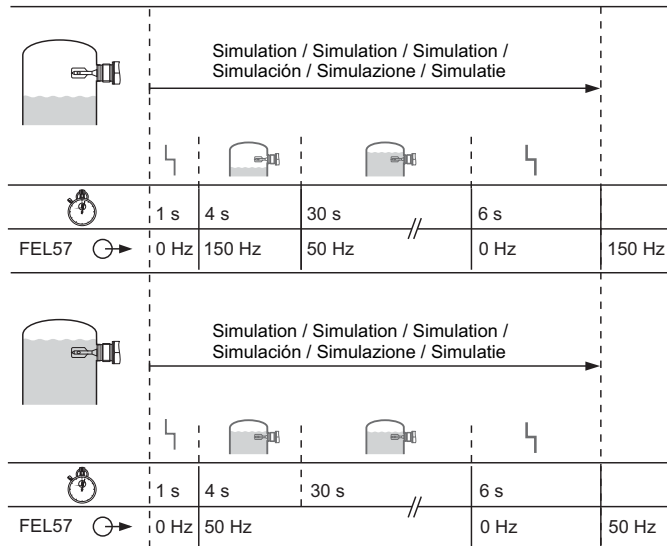 Simulation / Simulation / Simulation /
Simulación / Simulazione / Simulatie
1 s 4 s 30 s 6 s
FEL57 0 Hz 150 Hz 50 Hz 0 Hz 150 Hz
Simulation / Simulation / Simulation /
Simulación / Simulazione / Simulatie
1 s 4 s 30 s 6 s
FEL57 0 Hz 50 Hz 0 Hz 50 Hz